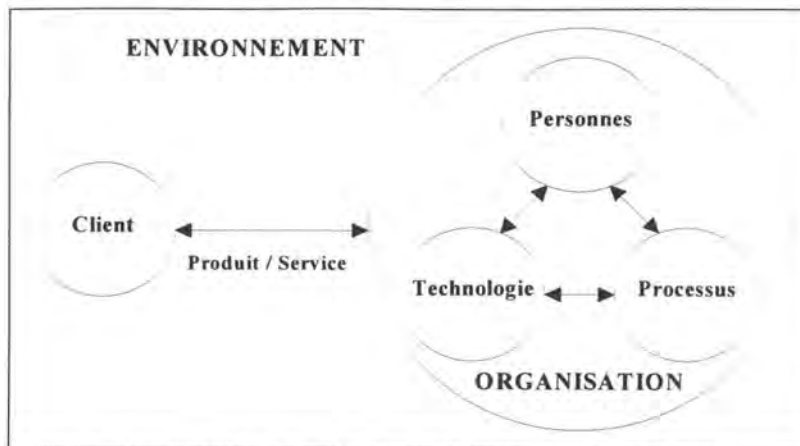 ENVIRONNEMENT
Personnes
Client
Produit / Service
Technologie
Processus
ORGANISATION